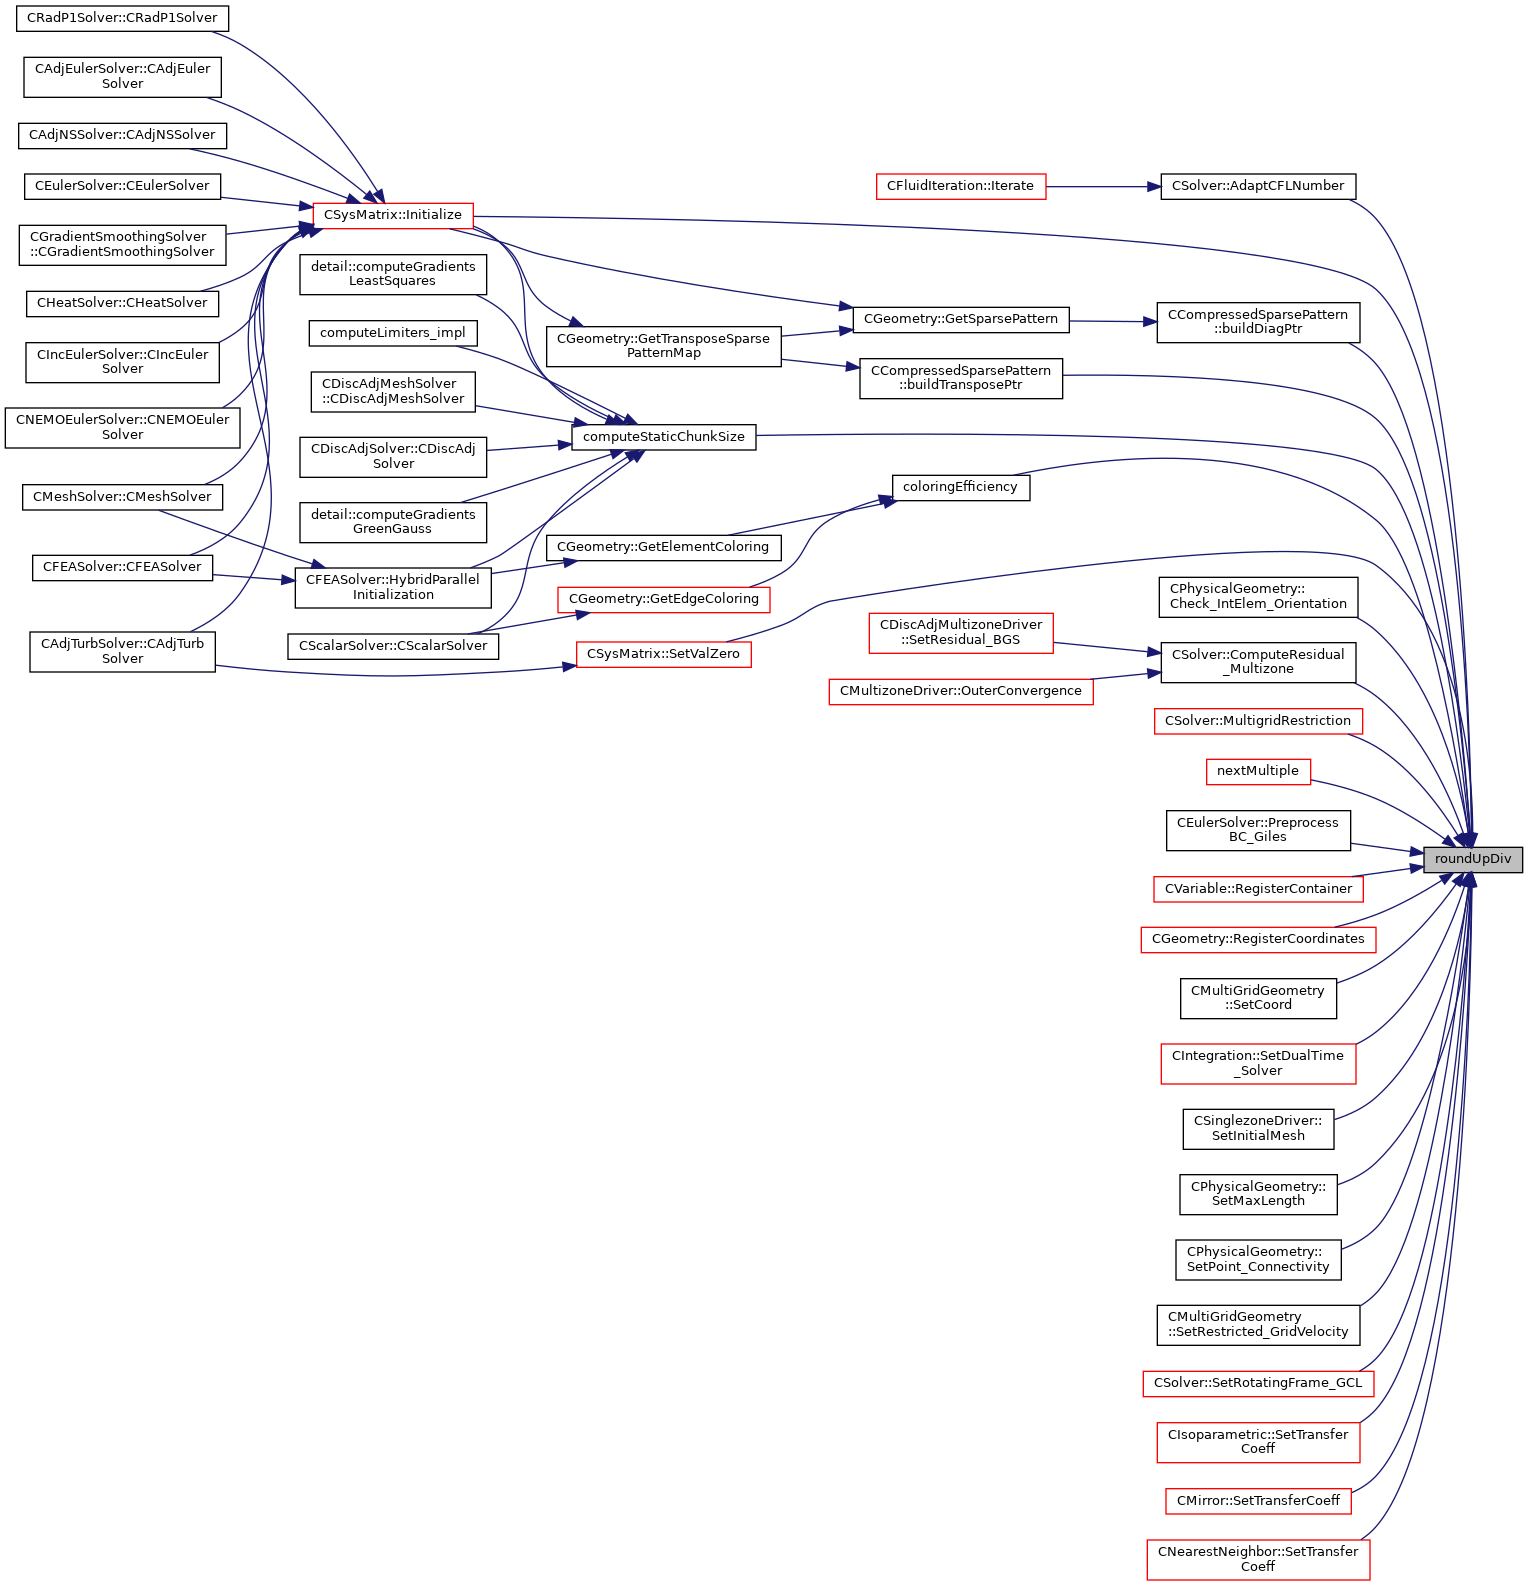 CRadP1Solver::CRadP1Solver
CAdjEulerSolver::CAdjEuler
Solver
CAdjNSSolver::CAdjNSSolver
CEulerSolver::CEulerSolver
CGradientSmoothingSolver
::CGradientSmoothingSolver
CHeatSolver::CHeatSolver
CIncEulerSolver::CIncEuler
Solver
CNEMOEulerSolver::CNEMOEuler
Solver
CMeshSolver::CMeshSolver
CFEASolver::CFEASolver
CAdjTurbSolver::CAdjTurb
Solver
CSysMatrix::Initialize
detail::computeGradients
LeastSquares
computeLimiters_impl
CDiscAdjMeshSolver
::CDiscAdjMeshSolver
CDiscAdjSolver::CDiscAdj
Solver
detail::computeGradients
GreenGauss
CFEASolver::HybridParallel
Initialization
CScalarSolver::CScalarSolver
CGeometry::GetTransposeSparse
PatternMap
computeStaticChunkSize
CGeometry::GetElementColoring
CGeometry::GetEdgeColoring
CSysMatrix::SetValZero
CFluidIteration::Iterate
CGeometry::GetSparsePattern
CCompressedSparsePattern
::buildTransposePtr
coloringEfficiency
CDiscAdjMultizoneDriver
::SetResidual_BGS
CMultizoneDriver::OuterConvergence
CSolver::AdaptCFLNumber
CCompressedSparsePattern
::buildDiagPtr
CPhysicalGeometry::
Check_IntElem_Orientation
CSolver::ComputeResidual
_Multizone
CSolver::MultigridRestriction
nextMultiple
CEulerSolver::Preprocess
BC_Giles
CVariable::RegisterContainer
CGeometry::RegisterCoordinates
CMultiGridGeometry
::SetCoord
CIntegration::SetDualTime
_Solver
CSinglezoneDriver::
SetInitialMesh
CPhysicalGeometry::
SetMaxLength
CPhysicalGeometry::
SetPoint_Connectivity
CMultiGridGeometry
::SetRestricted_GridVelocity
CSolver::SetRotatingFrame_GCL
CIsoparametric::SetTransfer
Coeff
CMirror::SetTransferCoeff
CNearestNeighbor::SetTransfer
Coeff
roundUpDiv